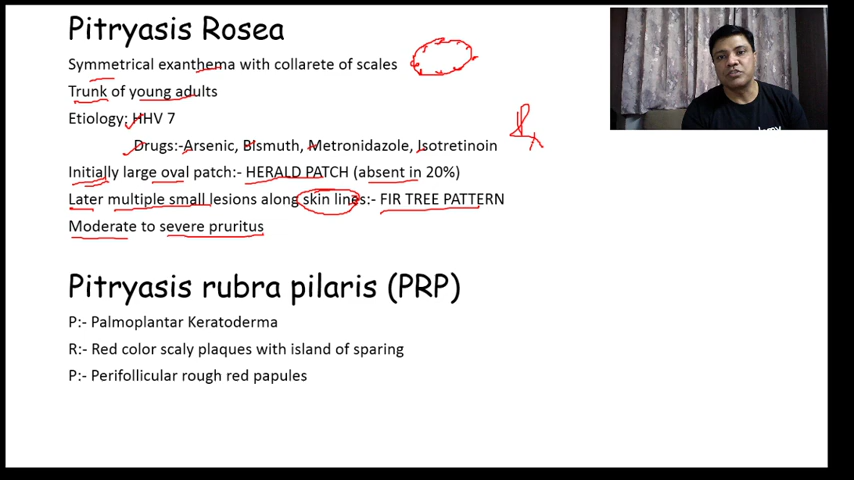 Pitryasis Rosea
Symmetrical exanthema with collarete of scales
Trunk of young adults
Etiology: HHV 7
Drugs:-Arsenic, Bismuth, Metronidazole, Isotretinoin
Rx
Initially large oval patch:- HERALD PATCH (absent in 20%)
Later multiple small lesions along skin lines:- FIR TREE PATTERN
Moderate to severe pruritus
Pitryasis rubra pilaris (PRP)
P:- Palmoplantar Keratoderma
R:- Red color scaly plaques with island of sparing
P:- Perifollicular rough red papules